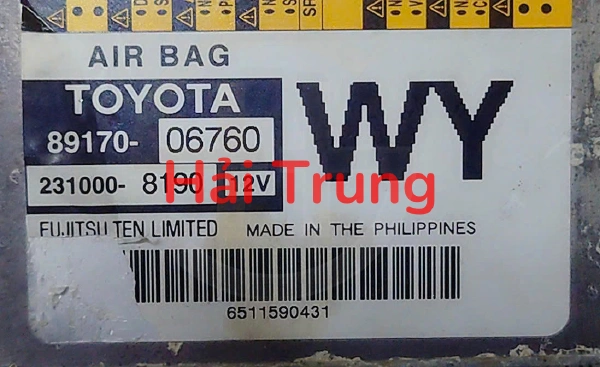 AIR BAG
TOYOTA
WY
89170- 06760
231000- 8190 12V
Hải Trung
FUJITSU TEN LIMITED MADE IN THE PHILIPPINES
6511590431